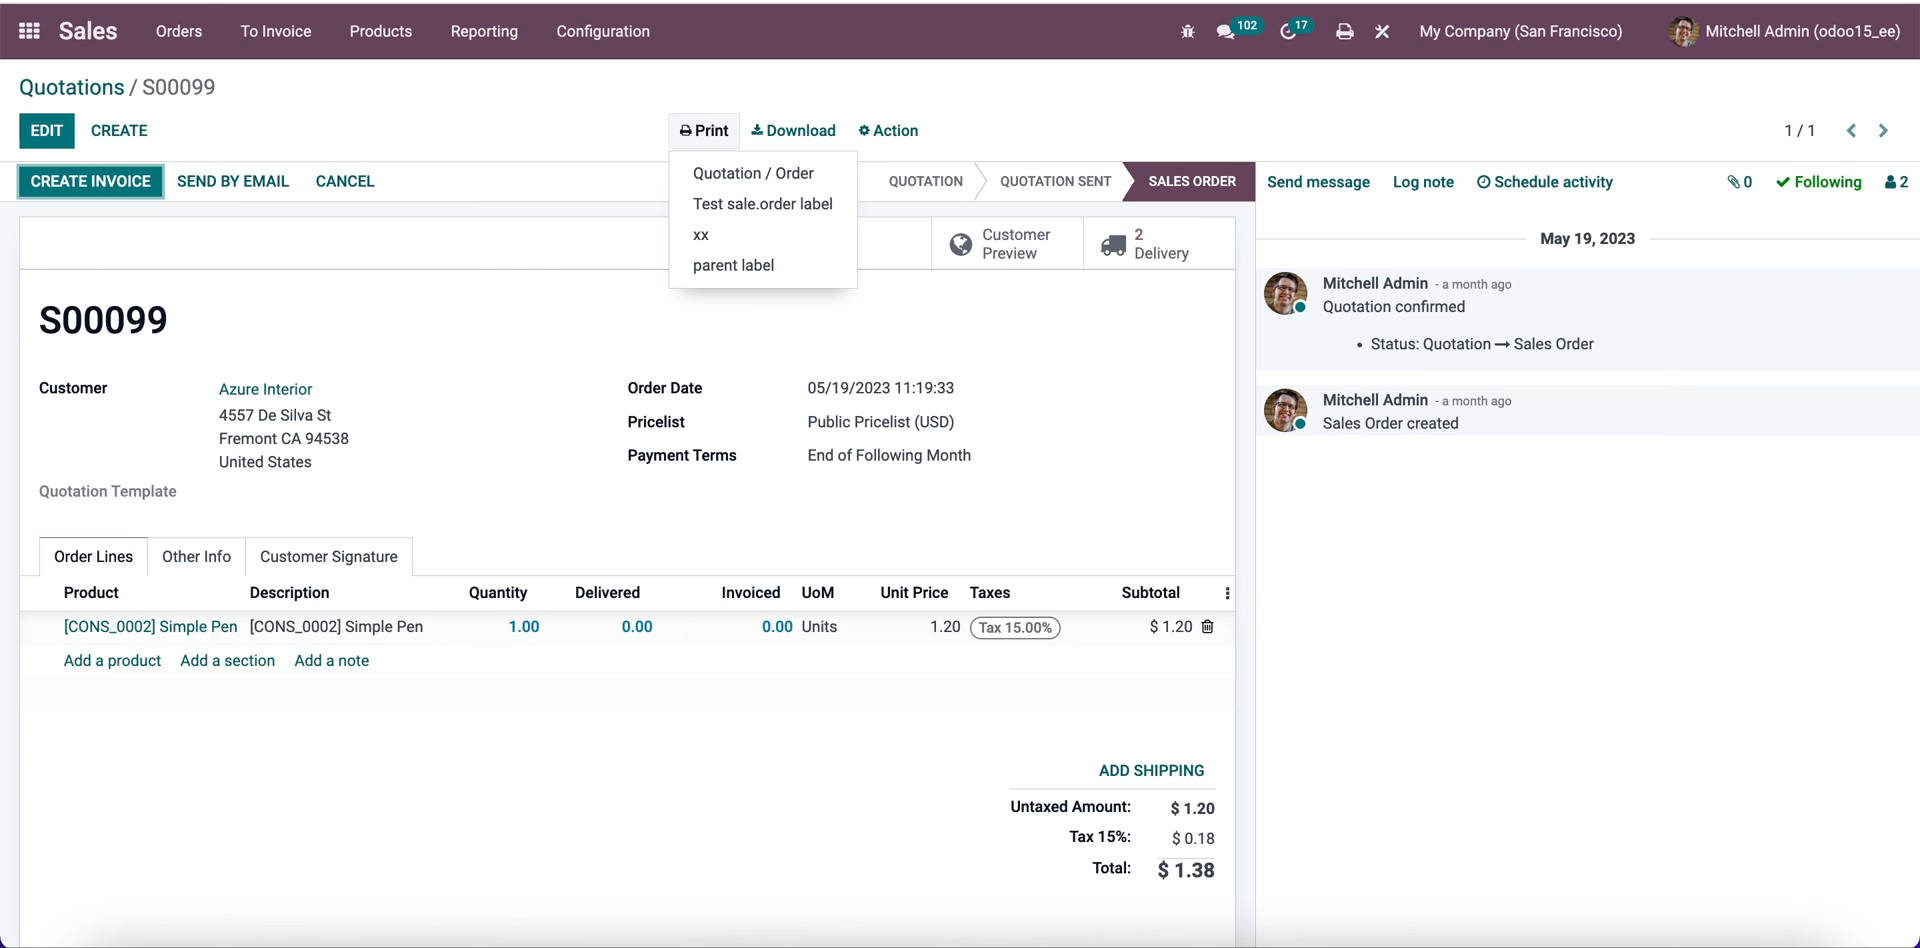 Sales Orders To Invoice Products Reporting Configuration 102 17 My Company (San Francisco) Mitchell Admin (odoo15_ee)
Quotations / S00099
EDIT CREATE Print Download Action 1 / 1
Quotation / Order
Test sale.order label
xx
parent label
CREATE INVOICE SEND BY EMAIL CANCEL QUOTATION QUOTATION SENT SALES ORDER
Customer
Preview
2
Delivery
S00099
Customer Azure Interior
4557 De Silva St
Fremont CA 94538
United States
Quotation Template
Order Date 05/19/2023 11:19:33
Pricelist Public Pricelist (USD)
Payment Terms End of Following Month
Order Lines Other Info Customer Signature
Product Description Quantity Delivered Invoiced UoM Unit Price Taxes Subtotal
[CONS_0002] Simple Pen [CONS_0002] Simple Pen 1.00 0.00 0.00 Units 1.20 Tax 15.00% $ 1.20
Add a product Add a section Add a note
ADD SHIPPING
Untaxed Amount: $ 1.20
Tax 15%: $ 0.18
Total: $ 1.38
Send message Log note Schedule activity 0 Following 2
May 19, 2023
Mitchell Admin - a month ago
Quotation confirmed
• Status: Quotation → Sales Order
Mitchell Admin - a month ago
Sales Order created